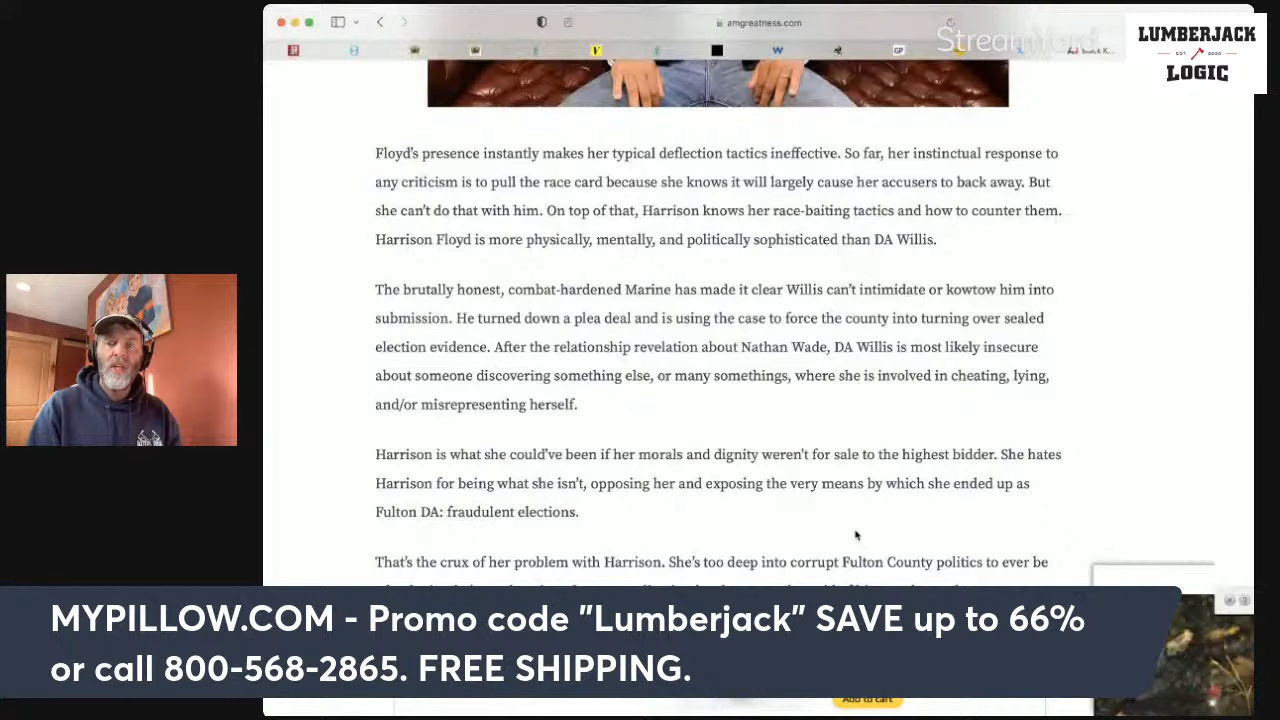 amgreatness.com
StreamYard
LUMBERJACK
EST. 2020
LOGIC
V
W
GP
Floyd's presence instantly makes her typical deflection tactics ineffective. So far, her instinctual response to
any criticism is to pull the race card because she knows it will largely cause her accusers to back away. But
she can't do that with him. On top of that, Harrison knows her race-baiting tactics and how to counter them.
Harrison Floyd is more physically, mentally, and politically sophisticated than DA Willis.
The brutally honest, combat-hardened Marine has made it clear Willis can't intimidate or kowtow him into
submission. He turned down a plea deal and is using the case to force the county into turning over sealed
election evidence. After the relationship revelation about Nathan Wade, DA Willis is most likely insecure
about someone discovering something else, or many somethings, where she is involved in cheating, lying,
and/or misrepresenting herself.
Harrison is what she could've been if her morals and dignity weren't for sale to the highest bidder. She hates
Harrison for being what she isn't, opposing her and exposing the very means by which she ended up as
Fulton DA: fraudulent elections.
That's the crux of her problem with Harrison. She's too deep into corrupt Fulton County politics to ever be
MYPILLOW.COM - Promo code "Lumberjack" SAVE up to 66%
or call 800-568-2865. FREE SHIPPING.
Add to cart